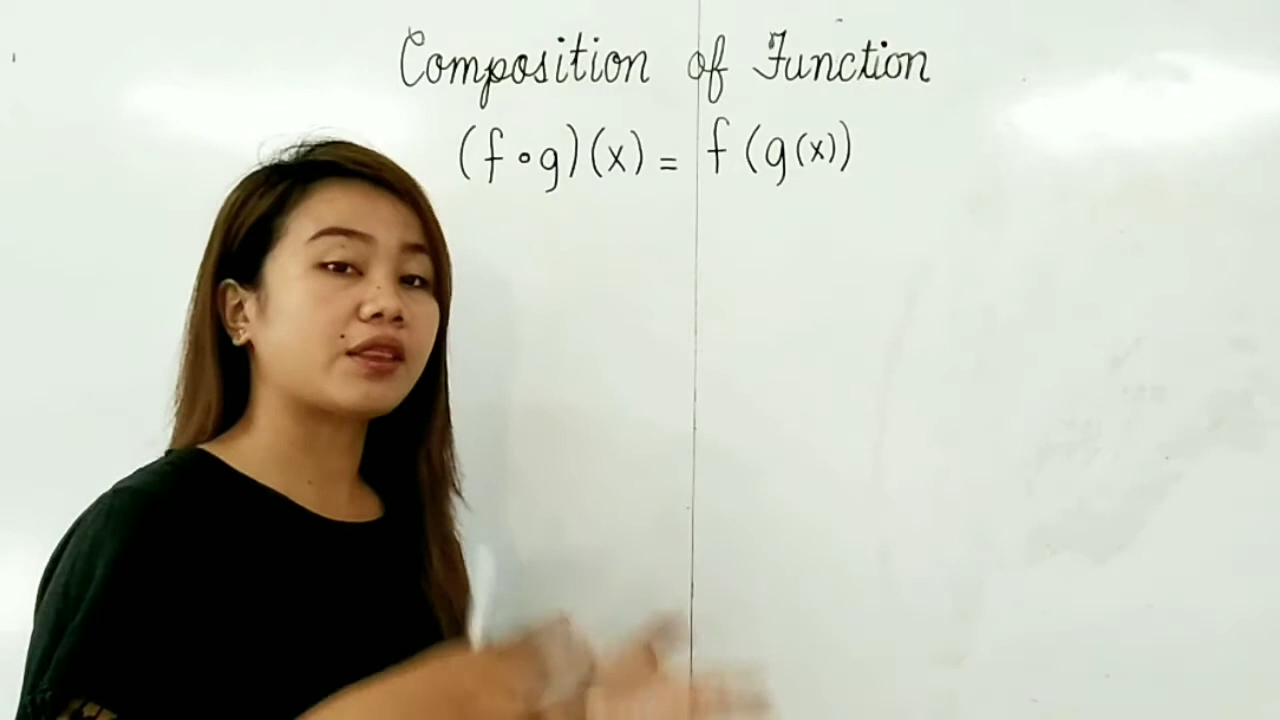 Composition of Function
(f∘g)(x) = f(g(x))